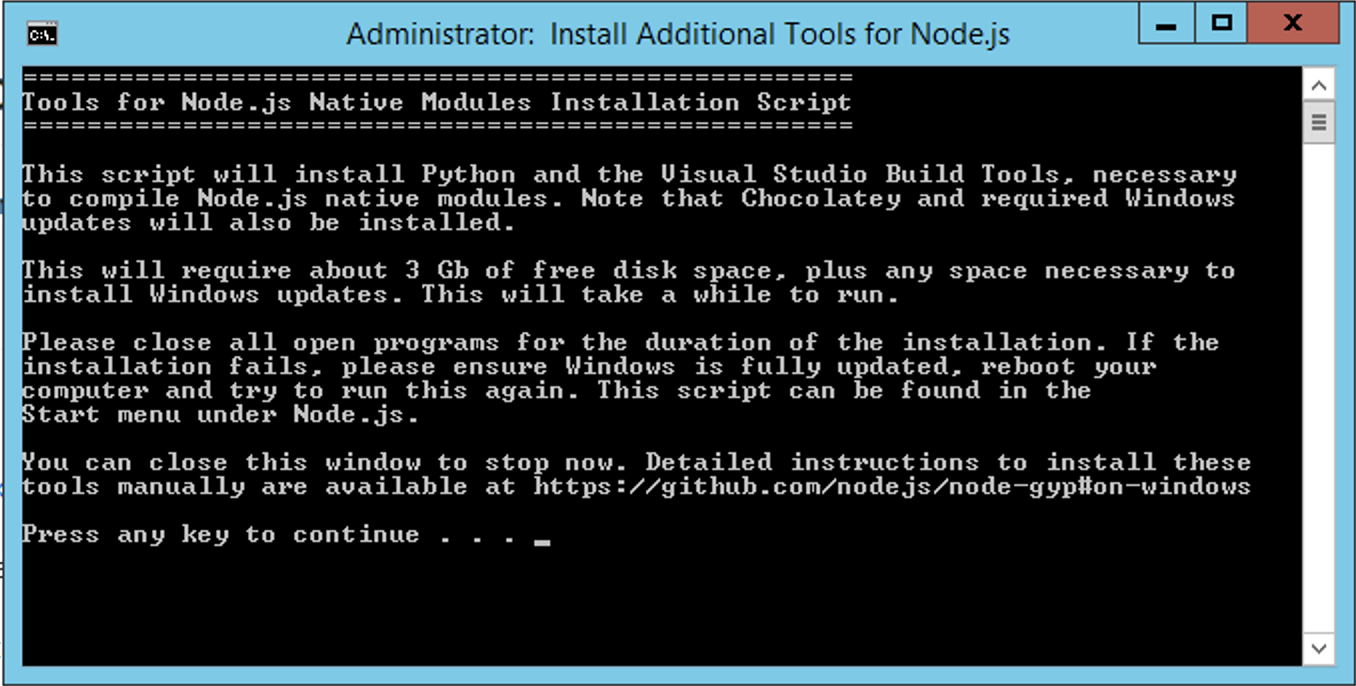 Administrator: Install Additional Tools for Node.js
====================================================
Tools for Node.js Native Modules Installation Script
====================================================
This script will install Python and the Visual Studio Build Tools, necessary
to compile Node.js native modules. Note that Chocolatey and required Windows
updates will also be installed.
This will require about 3 Gb of free disk space, plus any space necessary to
install Windows updates. This will take a while to run.
Please close all open programs for the duration of the installation. If the
installation fails, please ensure Windows is fully updated, reboot your
computer and try to run this again. This script can be found in the
Start menu under Node.js.
You can close this window to stop now. Detailed instructions to install these
tools manually are available at https://github.com/nodejs/node-gyp#on-windows
Press any key to continue . . . _